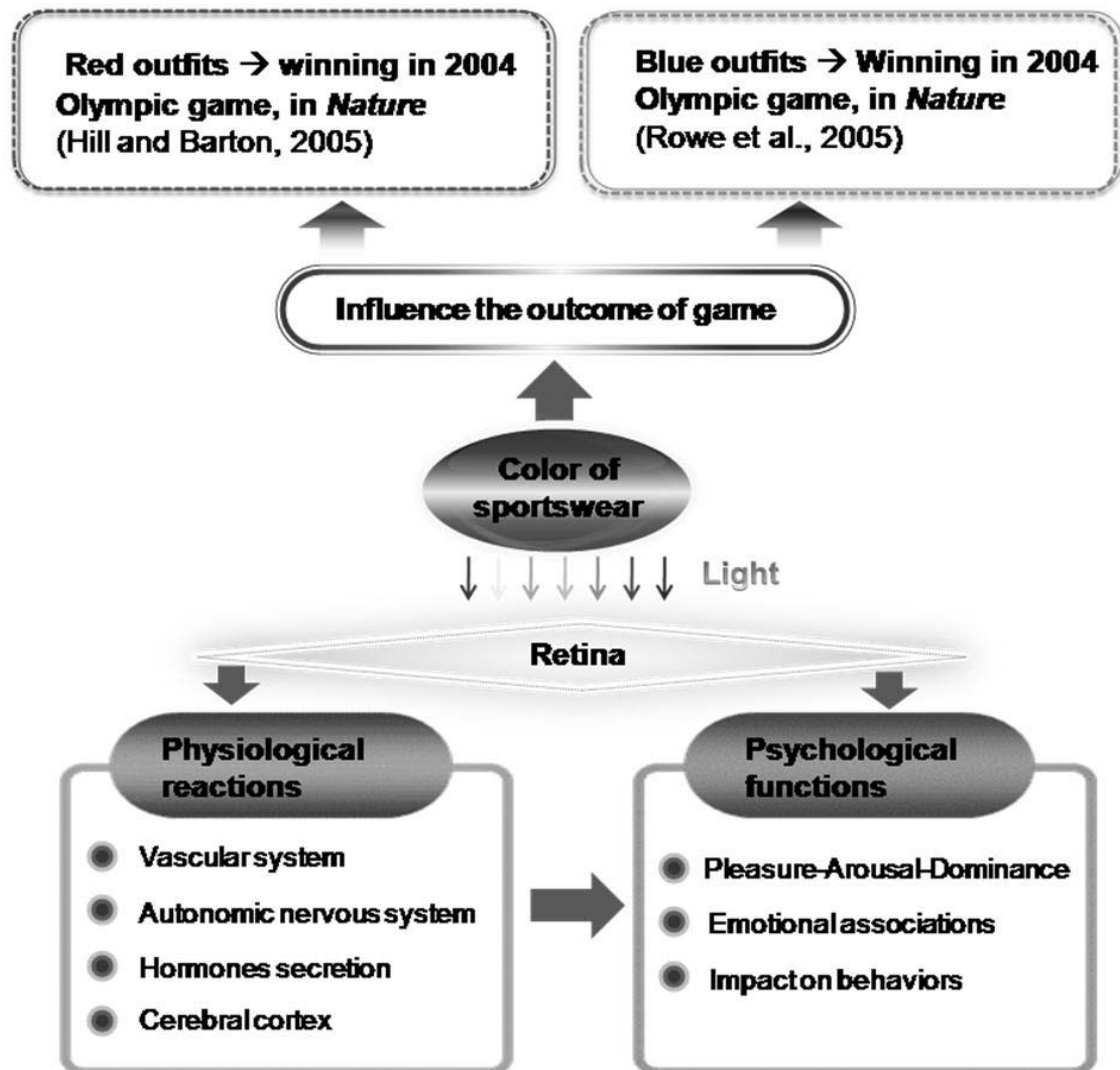 Red outfits → winning in 2004
Olympic game, in Nature
(Hill and Barton, 2005)
Blue outfits → Winning in 2004
Olympic game, in Nature
(Rowe et al., 2005)
Influence the outcome of game
Color of
sportswear
Light
Retina
Physiological
reactions
Vascular system
Autonomic nervous system
Hormones secretion
Cerebral cortex
Psychological
functions
Pleasure-Arousal-Dominance
Emotional associations
Impact on behaviors